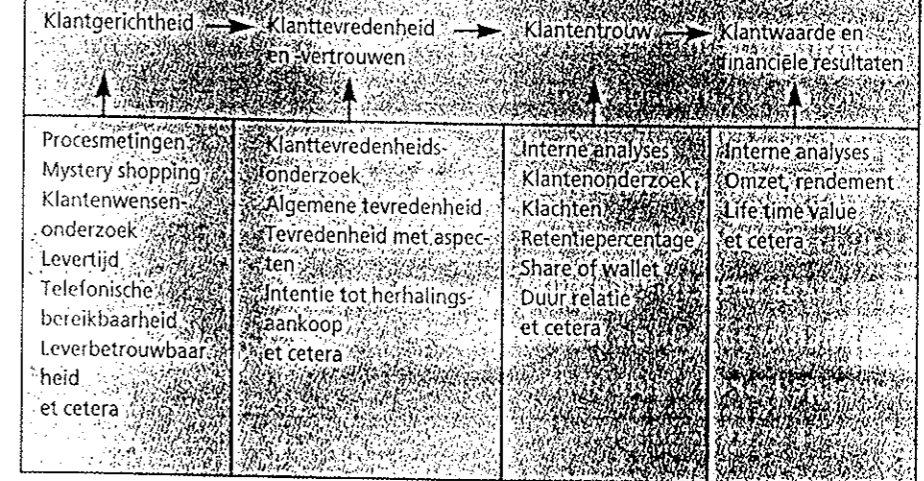 Klantgerichtheid
Klanttevredenheid
en -vertrouwen
Klantentrouw
Klantwaarde en
financiële resultaten
Procesmetingen
Mystery shopping
Klantenwensen-
onderzoek
Levertijd
Telefonische
bereikbaarheid
Leverbetrouwbaar
heid
et cetera
Klanttevredenheids-
onderzoek
Algemene tevredenheid
Tevredenheid met aspec-
ten
Intentie tot herhalings-
aankoop
et cetera
Interne analyses
Klantenonderzoek
Klachten
Retentiepercentage
Share of wallet
Duur relatie
et cetera
Interne analyses
Omzet, rendement
Life time value
et cetera